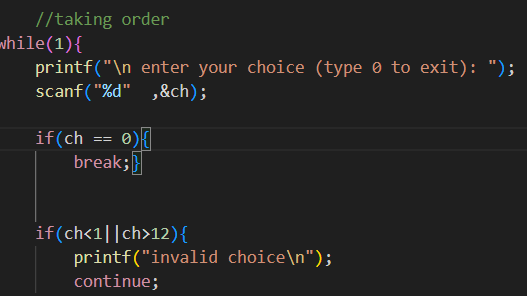 //taking order
while(1){
printf("\n enter your choice (type 0 to exit): ");
scanf("%d"  ,&ch);
if(ch == 0){
break;}
if(ch<1||ch>12){
printf("invalid choice\n");
continue;